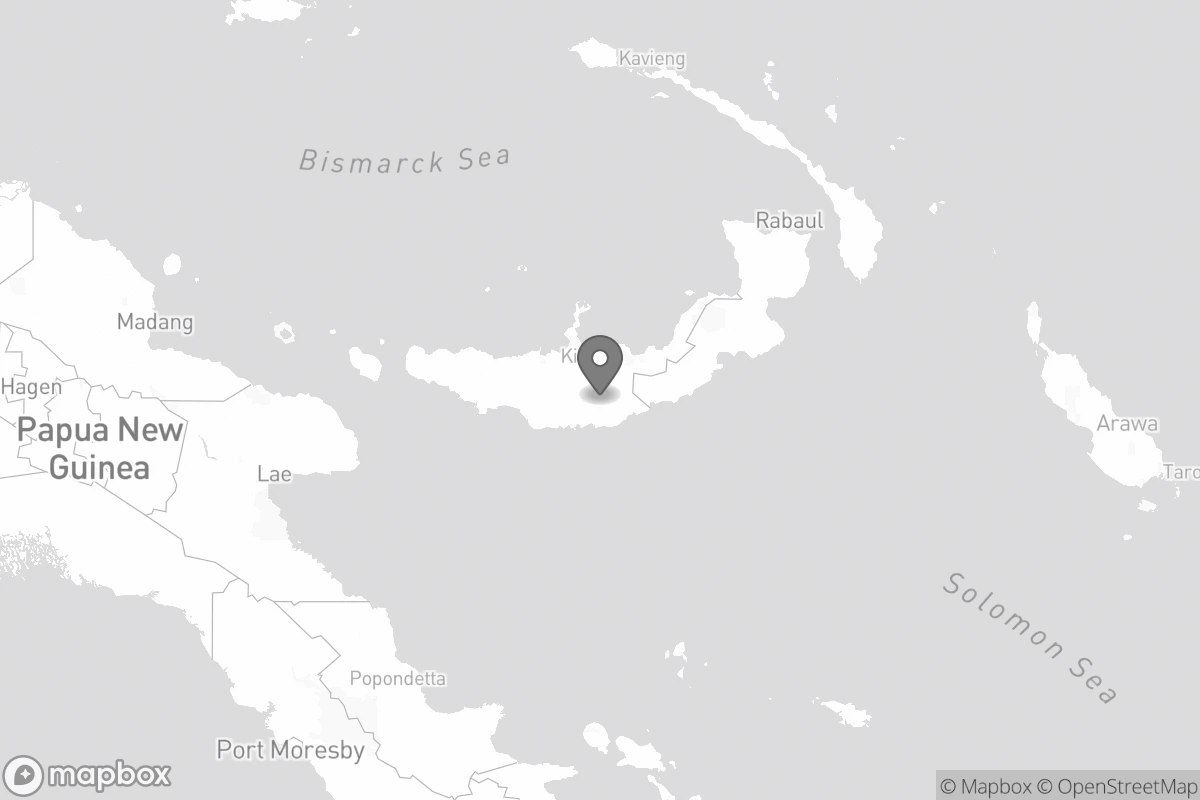 Kavieng
Bismarck Sea
Rabaul
Madang
Hagen
Papua New
Guinea
Lae
Arawa
Taro
Solomon Sea
Popondetta
Port Moresby
mapbox
© Mapbox © OpenStreetMap